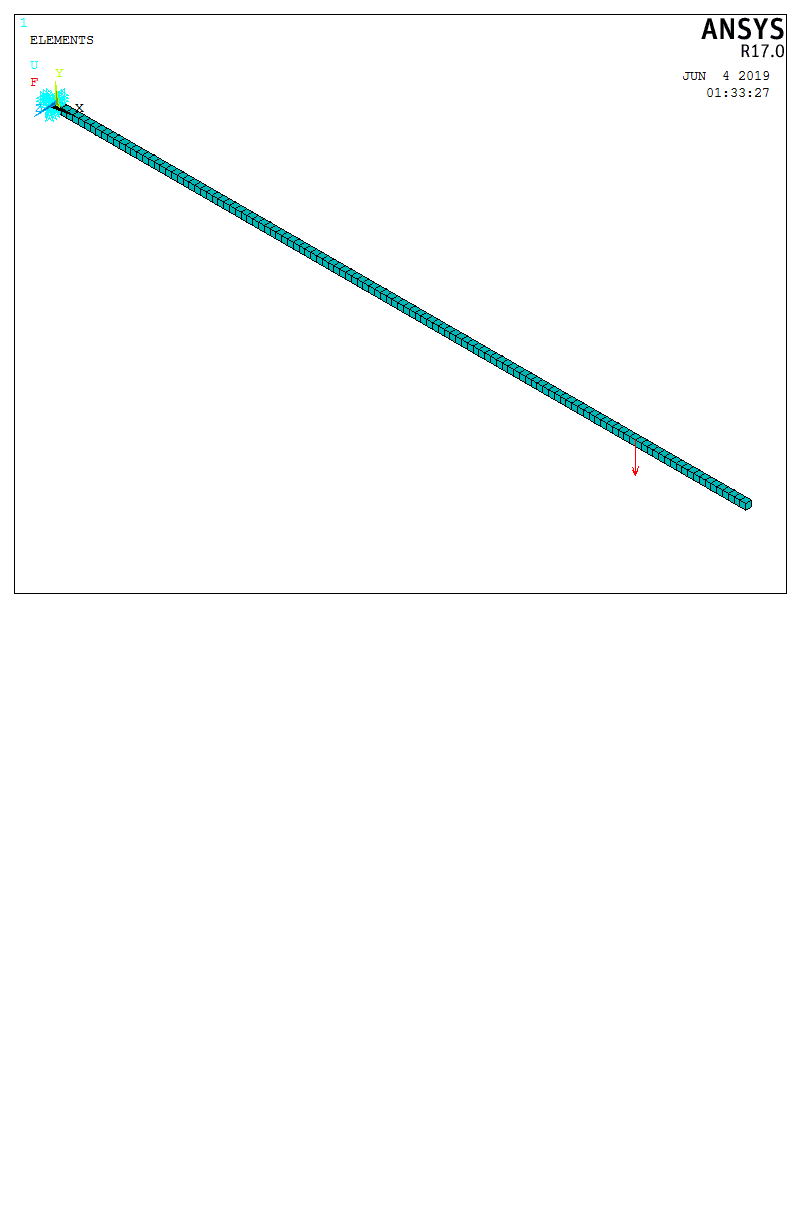 1
ELEMENTS
ANSYS
R17.0
U
F
JUN 4 2019
01:33:27
Y
Z X